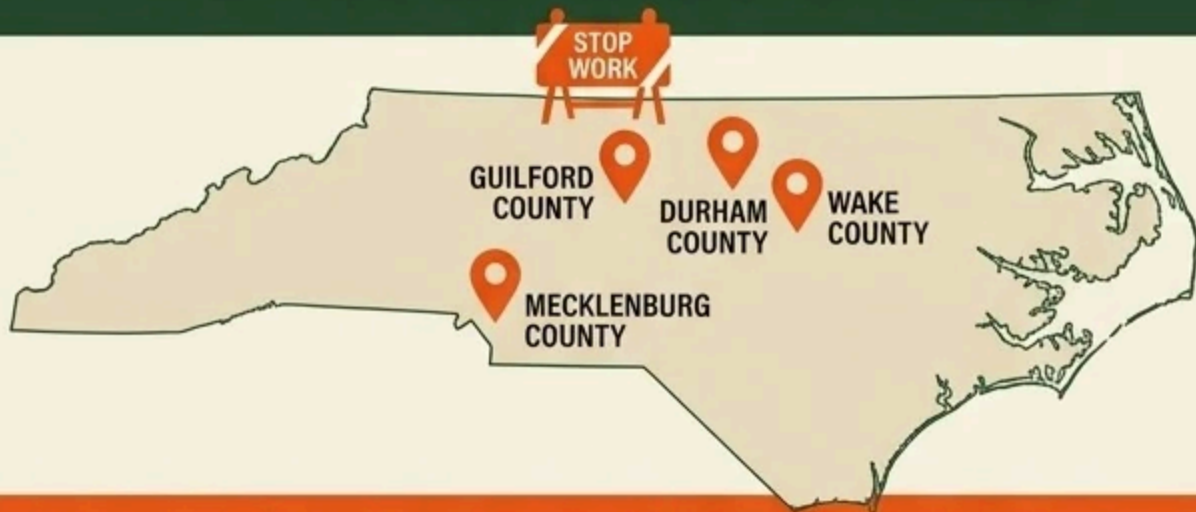 STOP
WORK
GUILFORD
COUNTY
DURHAM
COUNTY
WAKE
COUNTY
MECKLENBURG
COUNTY